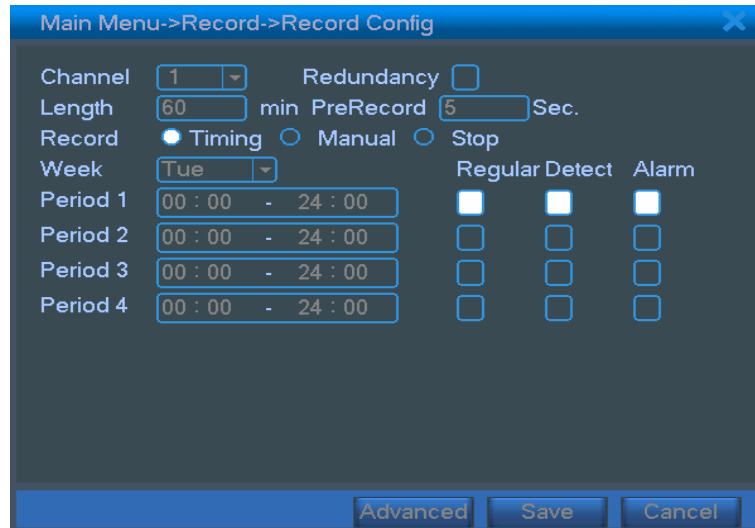 Main Menu->Record->Record Config
Channel 1 Redundancy
Length 60 min PreRecord 5 Sec.
Record Timing Manual Stop
Week Tue Regular Detect Alarm
Period 1 00 : 00 - 24 : 00
Period 2 00 : 00 - 24 : 00
Period 3 00 : 00 - 24 : 00
Period 4 00 : 00 - 24 : 00
Advanced Save Cancel